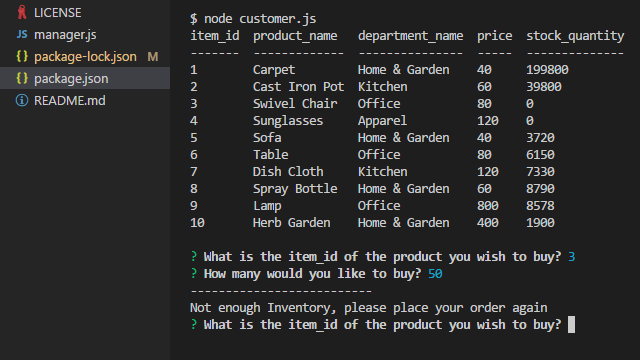 LICENSE
JS manager.js
{ } package-lock.json M
{ } package.json
README.md
$ node customer.js
item_id product_name department_name price stock_quantity
------- ------------ --------------- ----- --------------
1 Carpet Home & Garden 40 199800
2 Cast Iron Pot Kitchen 60 39800
3 Swivel Chair Office 80 0
4 Sunglasses Apparel 120 0
5 Sofa Home & Garden 40 3720
6 Table Office 80 6150
7 Dish Cloth Kitchen 120 7330
8 Spray Bottle Home & Garden 60 8790
9 Lamp Office 800 8578
10 Herb Garden Home & Garden 400 1900
? What is the item_id of the product you wish to buy? 3
? How many would you like to buy? 50
--------------------------
Not enough Inventory, please place your order again
? What is the item_id of the product you wish to buy?